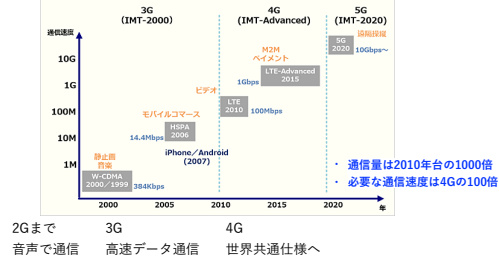 3G
(IMT-2000)
4G
(IMT-Advanced)
5G
(IMT-2020)
通信速度
10G
1G
100M
10M
1M
5G
2020
遠隔操縦
10Gbps～
M2M
ペイメント
LTE-Advanced
2015
1Gbps
ビデオ
LTE
2010
100Mbps
モバイルコマース
HSPA
2006
14.4Mbps
iPhone／Android
(2007)
静止画
音楽
W-CDMA
2000／1999
384Kbps
2000
2005
2010
2015
2020
年
・ 通信量は2010年台の1000倍
・ 必要な通信速度は4Gの100倍
2Gまで
音声で通信
3G
高速データ通信
4G
世界共通仕様へ